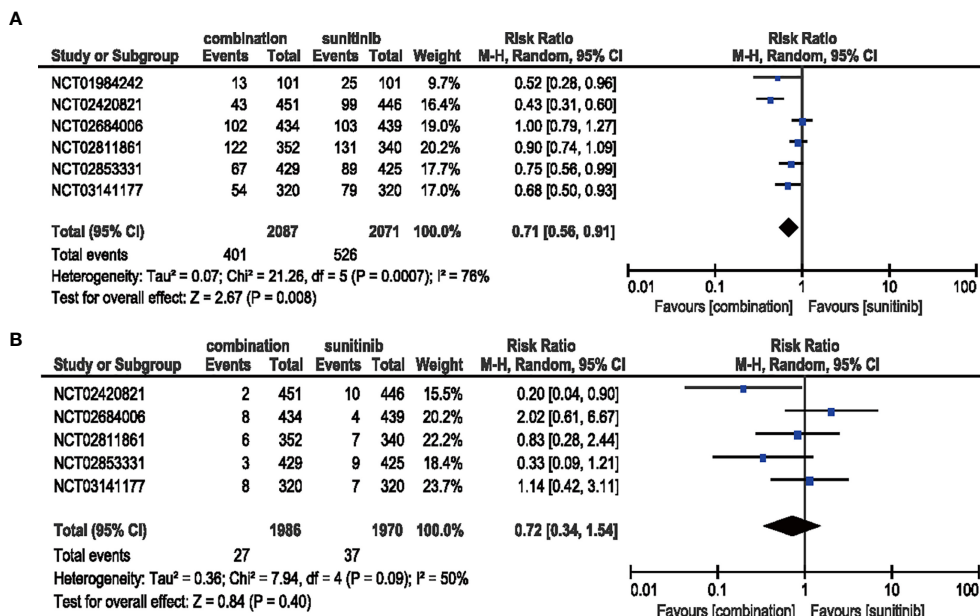 A
combination sunitinib Risk Ratio Risk Ratio
Study or Subgroup Events Total Events Total Weight M-H, Random, 95% CI M-H, Random, 95% CI
NCT01984242 13 101 25 101 9.7% 0.52 [0.28, 0.96]
NCT02420821 43 451 99 446 16.4% 0.43 [0.31, 0.60]
NCT02684006 102 434 103 439 19.0% 1.00 [0.79, 1.27]
NCT02811861 122 352 131 340 20.2% 0.90 [0.74, 1.09]
NCT02853331 67 429 89 425 17.7% 0.75 [0.56, 0.99]
NCT03141177 54 320 79 320 17.0% 0.68 [0.50, 0.93]
Total (95% CI) 2087 2071 100.0% 0.71 [0.56, 0.91]
Total events 401 526
Heterogeneity: Tau² = 0.07; Chi² = 21.26, df = 5 (P = 0.0007); I² = 76%
Test for overall effect: Z = 2.67 (P = 0.008)
0.01 0.1 1 10 100
Favours [combination] Favours [sunitinib]
B
combination sunitinib Risk Ratio Risk Ratio
Study or Subgroup Events Total Events Total Weight M-H, Random, 95% CI M-H, Random, 95% CI
NCT02420821 2 451 10 446 15.5% 0.20 [0.04, 0.90]
NCT02684006 8 434 4 439 20.2% 2.02 [0.61, 6.67]
NCT02811861 6 352 7 340 22.2% 0.83 [0.28, 2.44]
NCT02853331 3 429 9 425 18.4% 0.33 [0.09, 1.21]
NCT03141177 8 320 7 320 23.7% 1.14 [0.42, 3.11]
Total (95% CI) 1986 1970 100.0% 0.72 [0.34, 1.54]
Total events 27 37
Heterogeneity: Tau² = 0.36; Chi² = 7.94, df = 4 (P = 0.09); I² = 50%
Test for overall effect: Z = 0.84 (P = 0.40)
0.01 0.1 1 10 100
Favours [combination] Favours [sunitinib]